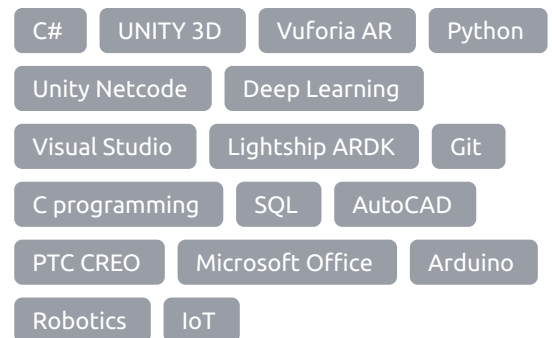 C# UNITY 3D Vuforia AR Python
Unity Netcode Deep Learning
Visual Studio Lightship ARDK Git
C programming SQL AutoCAD
PTC CREO Microsoft Office Arduino
Robotics IoT